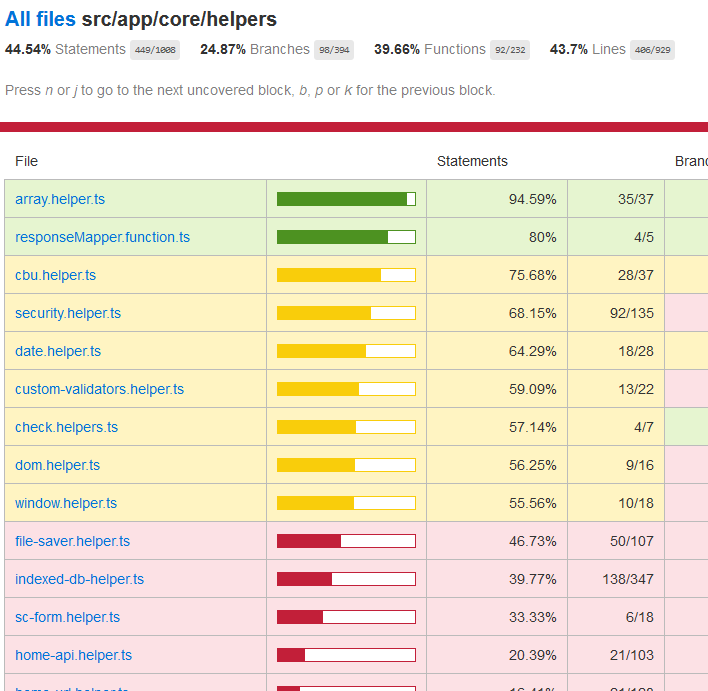 All files src/app/core/helpers
44.54% Statements 449/1008 24.87% Branches 98/394 39.66% Functions 92/232 43.7% Lines 406/929
Press n or j to go to the next uncovered block, b, p or k for the previous block.
File Statements Branc
array.helper.ts 94.59% 35/37
responseMapper.function.ts 80% 4/5
cbu.helper.ts 75.68% 28/37
security.helper.ts 68.15% 92/135
date.helper.ts 64.29% 18/28
custom-validators.helper.ts 59.09% 13/22
check.helpers.ts 57.14% 4/7
dom.helper.ts 56.25% 9/16
window.helper.ts 55.56% 10/18
file-saver.helper.ts 46.73% 50/107
indexed-db-helper.ts 39.77% 138/347
sc-form.helper.ts 33.33% 6/18
home-api.helper.ts 20.39% 21/103